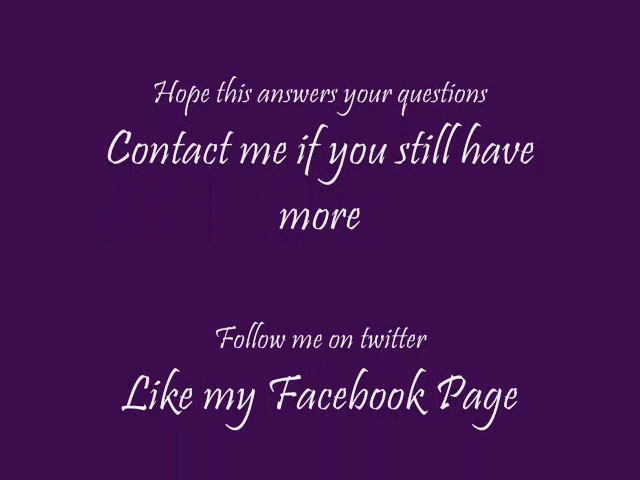 Hope this answers your questions
Contact me if you still have
more
Follow me on twitter
Like my Facebook Page